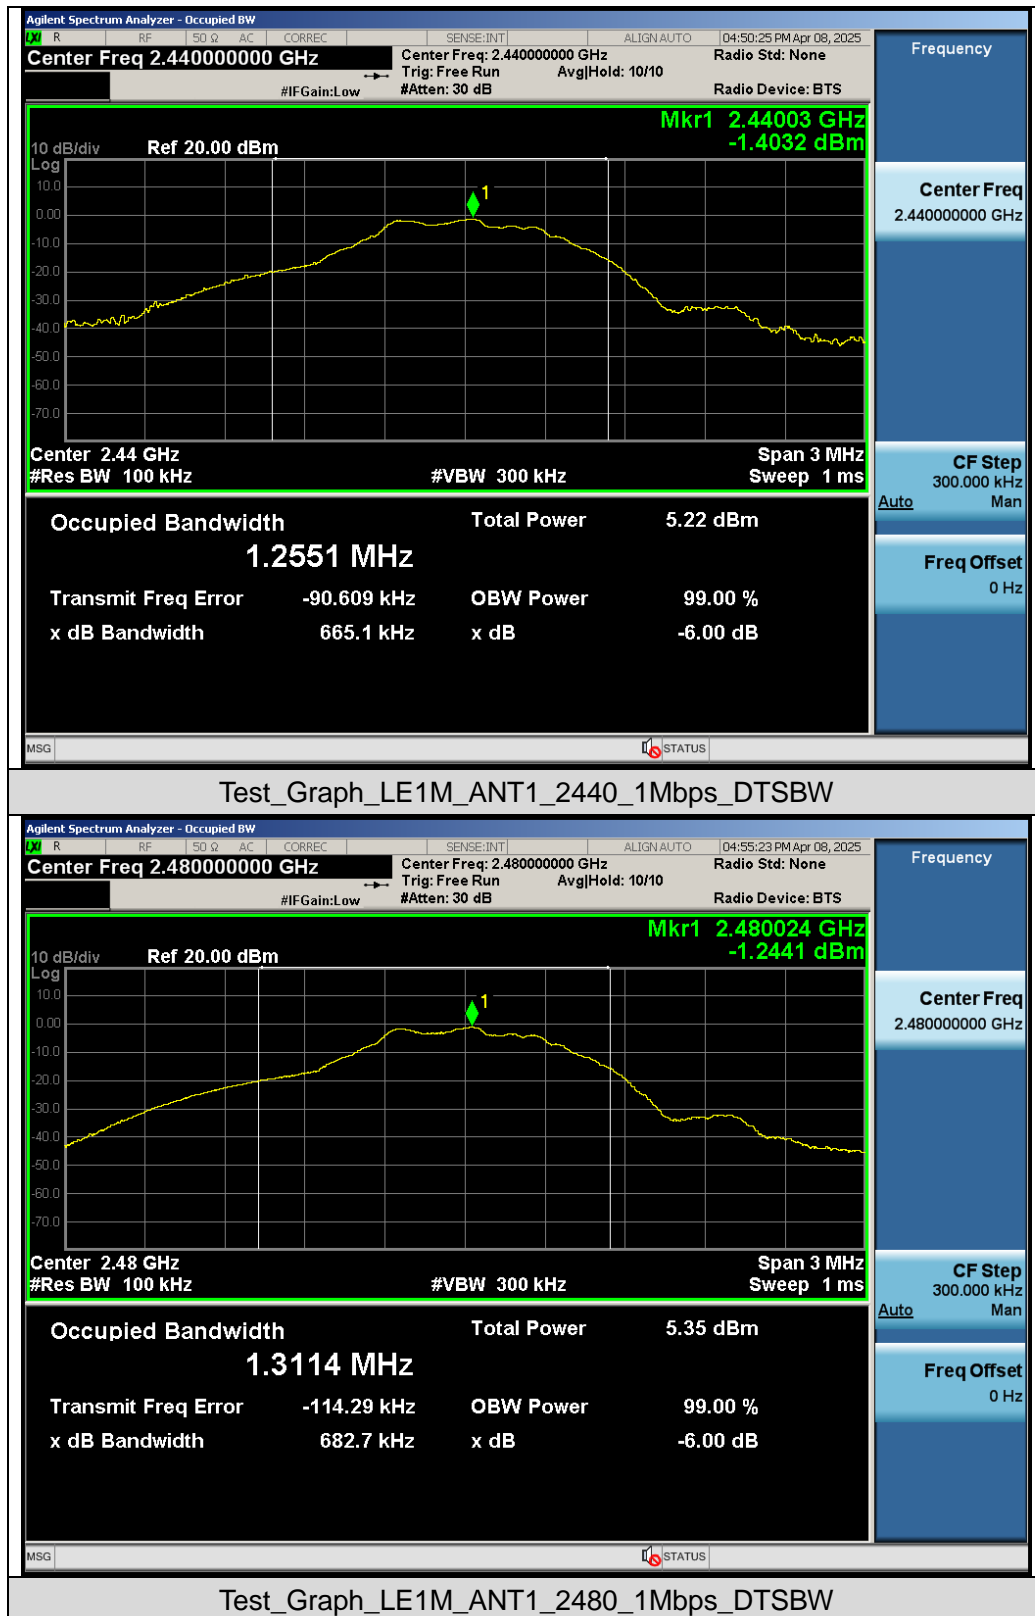 Agilent Spectrum Analyzer - Occupied BW
LXI R RF 50 Ω AC CORREC SENSE:INT ALIGN AUTO 04:50:25 PM Apr 08, 2025
Center Freq 2.440000000 GHz
Center Freq: 2.440000000 GHz Radio Std: None
Trig: Free Run Avg|Hold: 10/10
#IFGain:Low #Atten: 30 dB Radio Device: BTS
Frequency
Mkr1 2.44003 GHz
-1.4032 dBm
10 dB/div Ref 20.00 dBm
Log
10.0
0.00
-10.0
-20.0
-30.0
-40.0
-50.0
-60.0
-70.0
1
Center 2.44 GHz Span 3 MHz
#Res BW 100 kHz #VBW 300 kHz Sweep 1 ms
Center Freq
2.440000000 GHz
CF Step
300.000 kHz
Auto Man
Freq Offset
0 Hz
Occupied Bandwidth Total Power 5.22 dBm
1.2551 MHz
Transmit Freq Error -90.609 kHz OBW Power 99.00 %
x dB Bandwidth 665.1 kHz x dB -6.00 dB
MSG STATUS
Test_Graph_LE1M_ANT1_2440_1Mbps_DTSBW
Agilent Spectrum Analyzer - Occupied BW
LXI R RF 50 Ω AC CORREC SENSE:INT ALIGN AUTO 04:55:23 PM Apr 08, 2025
Center Freq 2.480000000 GHz
Center Freq: 2.480000000 GHz Radio Std: None
Trig: Free Run Avg|Hold: 10/10
#IFGain:Low #Atten: 30 dB Radio Device: BTS
Frequency
Mkr1 2.480024 GHz
-1.2441 dBm
10 dB/div Ref 20.00 dBm
Log
10.0
0.00
-10.0
-20.0
-30.0
-40.0
-50.0
-60.0
-70.0
1
Center 2.48 GHz Span 3 MHz
#Res BW 100 kHz #VBW 300 kHz Sweep 1 ms
Center Freq
2.480000000 GHz
CF Step
300.000 kHz
Auto Man
Freq Offset
0 Hz
Occupied Bandwidth Total Power 5.35 dBm
1.3114 MHz
Transmit Freq Error -114.29 kHz OBW Power 99.00 %
x dB Bandwidth 682.7 kHz x dB -6.00 dB
MSG STATUS
Test_Graph_LE1M_ANT1_2480_1Mbps_DTSBW